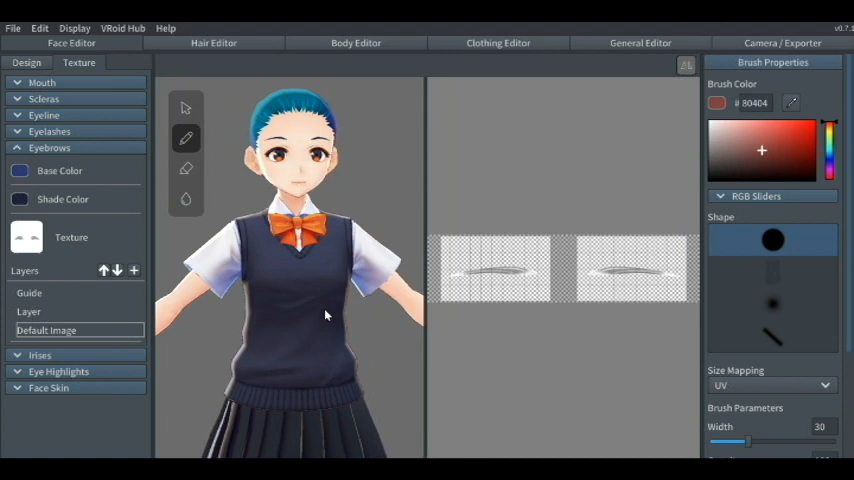 File Edit Display VRoid Hub Help
v0.7.1
Face Editor Hair Editor Body Editor Clothing Editor General Editor Camera / Exporter
Design Texture
Brush Properties
Mouth
Scleras
Eyeline
Eyelashes
Eyebrows
Base Color
Shade Color
Texture
Layers
Guide
Layer
Default Image
Irises
Eye Highlights
Face Skin
Brush Color
# 80404
RGB Sliders
Shape
Size Mapping
UV
Brush Parameters
Width 30